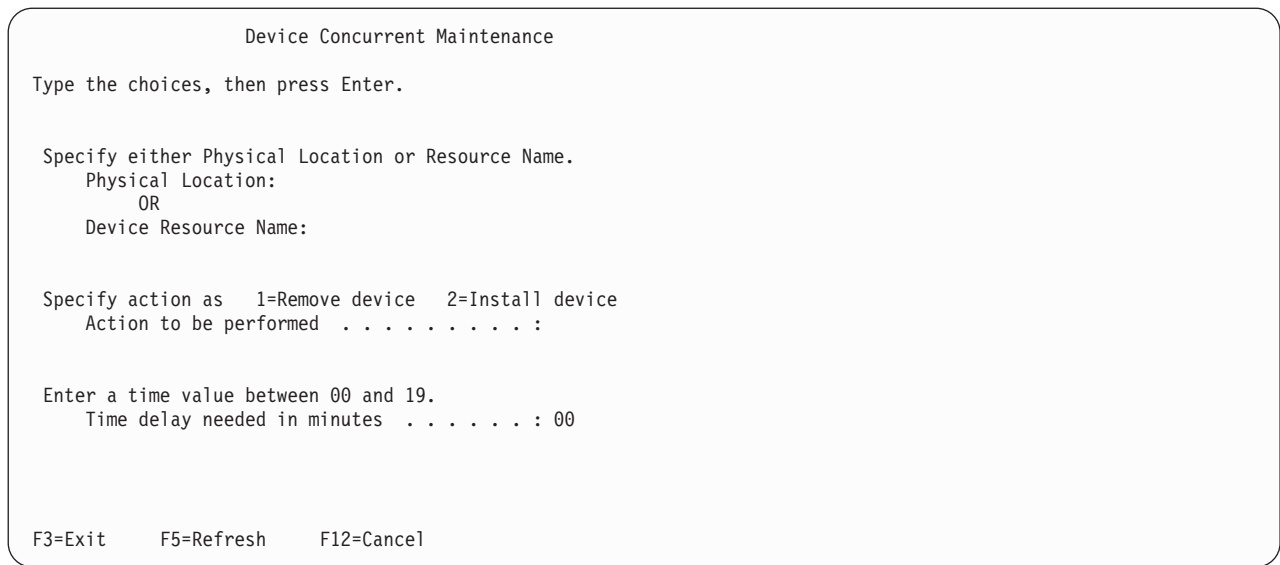 Device Concurrent Maintenance
Type the choices, then press Enter.
Specify either Physical Location or Resource Name.
Physical Location:
OR
Device Resource Name:
Specify action as   1=Remove device   2=Install device
Action to be performed  . . . . . . . . . :
Enter a time value between 00 and 19.
Time delay needed in minutes  . . . . . . : 00
F3=Exit     F5=Refresh     F12=Cancel